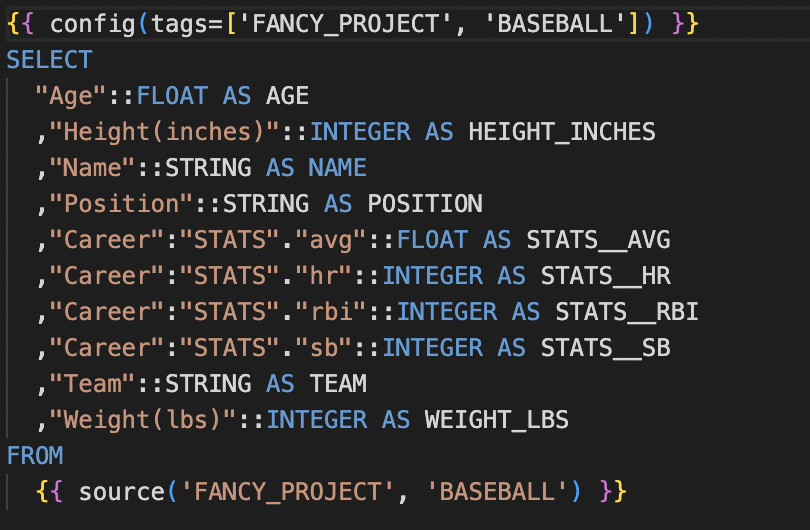 {{ config(tags=['FANCY_PROJECT', 'BASEBALL']) }}
SELECT
"Age"::FLOAT AS AGE
,"Height(inches)"::INTEGER AS HEIGHT_INCHES
,"Name"::STRING AS NAME
,"Position"::STRING AS POSITION
,"Career":"STATS"."avg"::FLOAT AS STATS__AVG
,"Career":"STATS"."hr"::INTEGER AS STATS__HR
,"Career":"STATS"."rbi"::INTEGER AS STATS__RBI
,"Career":"STATS"."sb"::INTEGER AS STATS__SB
,"Team"::STRING AS TEAM
,"Weight(lbs)"::INTEGER AS WEIGHT_LBS
FROM
{{ source('FANCY_PROJECT', 'BASEBALL') }}